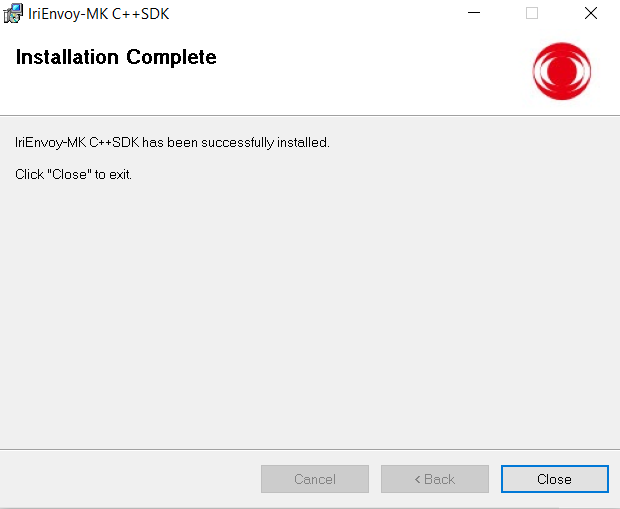 IriEnvoy-MK C++SDK
Installation Complete
IriEnvoy-MK C++SDK has been successfully installed.
Click "Close" to exit.
Cancel
< Back
Close